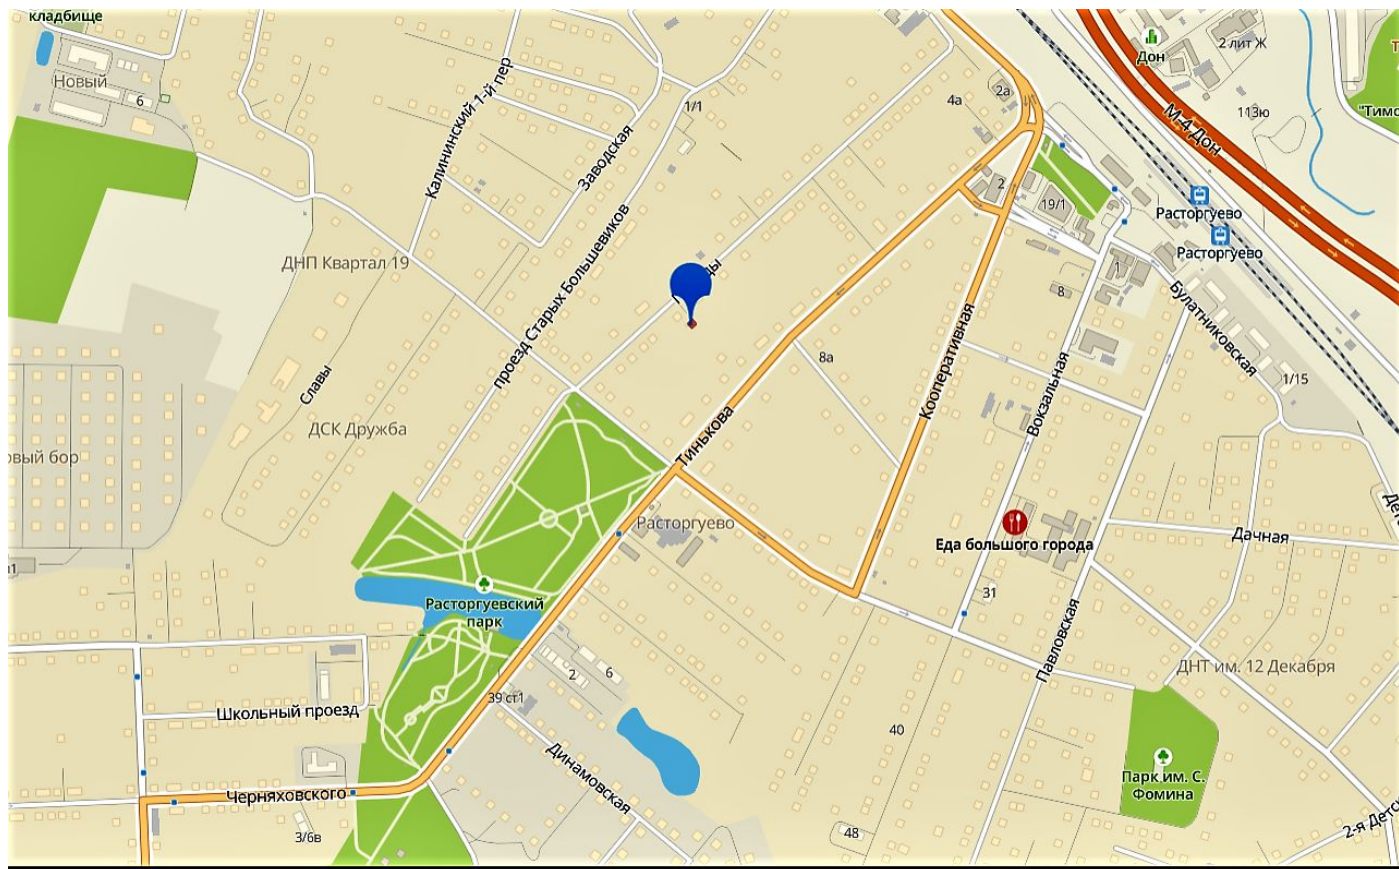 кладбище
Новый
6
Калининский 1-й пер
Заводская
1/1
4а
2а
Дон
2 лит Ж
113ю
М-4 Дон
2
19/1
Расторгуево
Расторгуево
ДНП Квартал 19
проезд Старых Большевиков
1
8
Булатниковская
1/15
8а
Кооперативная
Вокзальная
Славы
ДСК Дружба
Тинькова
Расторгуево
Еда большого города
Дачная
31
Расторгуевский
парк
Павловская
ДНТ им. 12 Декабря
2
6
39 ст1
Школьный проезд
40
Динамовская
Парк им. С.
Фомина
Черняховского
3/6в
48